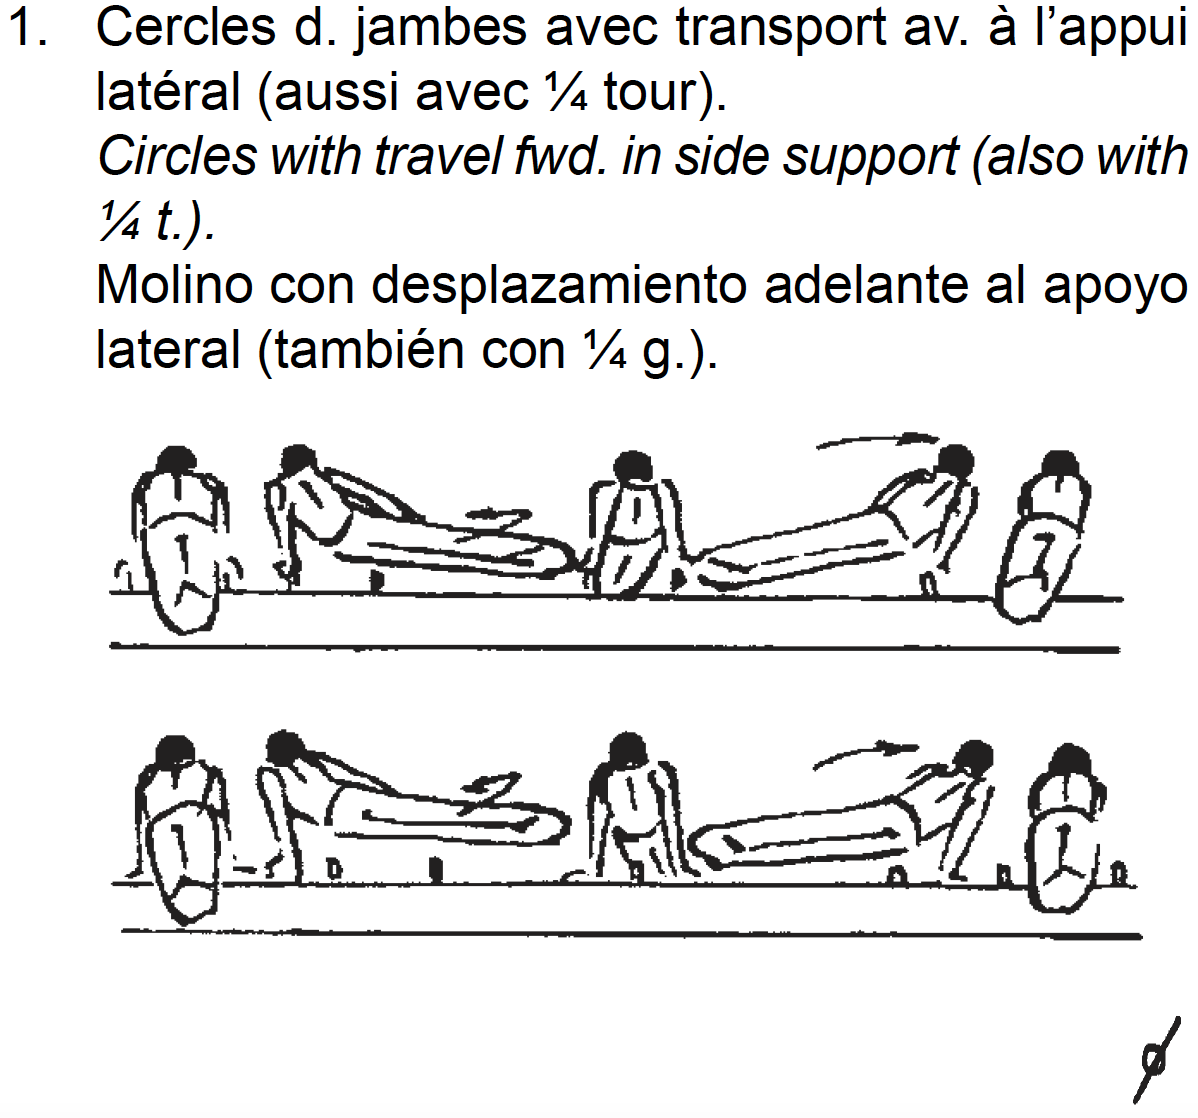 1. Cercles d. jambes avec transport av. à l’appui
latéral (aussi avec ¼ tour).
Circles with travel fwd. in side support (also with
¼ t.).
Molino con desplazamiento adelante al apoyo
lateral (también con ¼ g.).